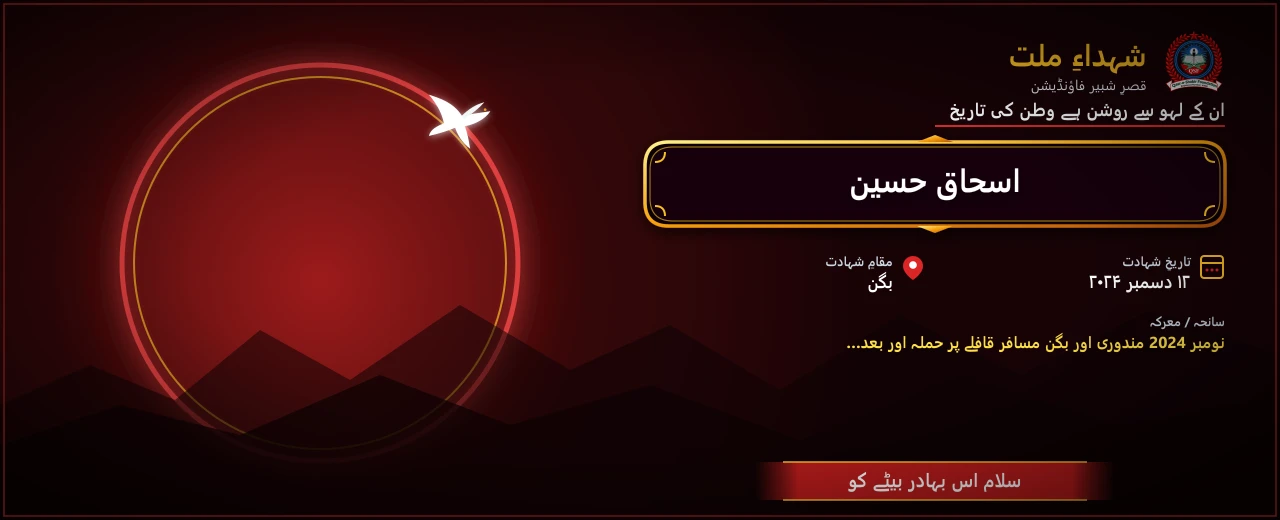 شہداءِ ملت
قصرِ شبیر فاؤنڈیشن
QSF
ان کے لہو سے روشن ہے وطن کی تاریخ
اسحاق حسین
تاریخ شہادت
۱۲ دسمبر ۲۰۲۴
مقامِ شہادت
بگن
سانحہ / معرکہ
نومبر 2024 مندوری اور بگن مسافر قافلے پر حملہ اور بعد...
سلام اس بہادر بیٹے کو